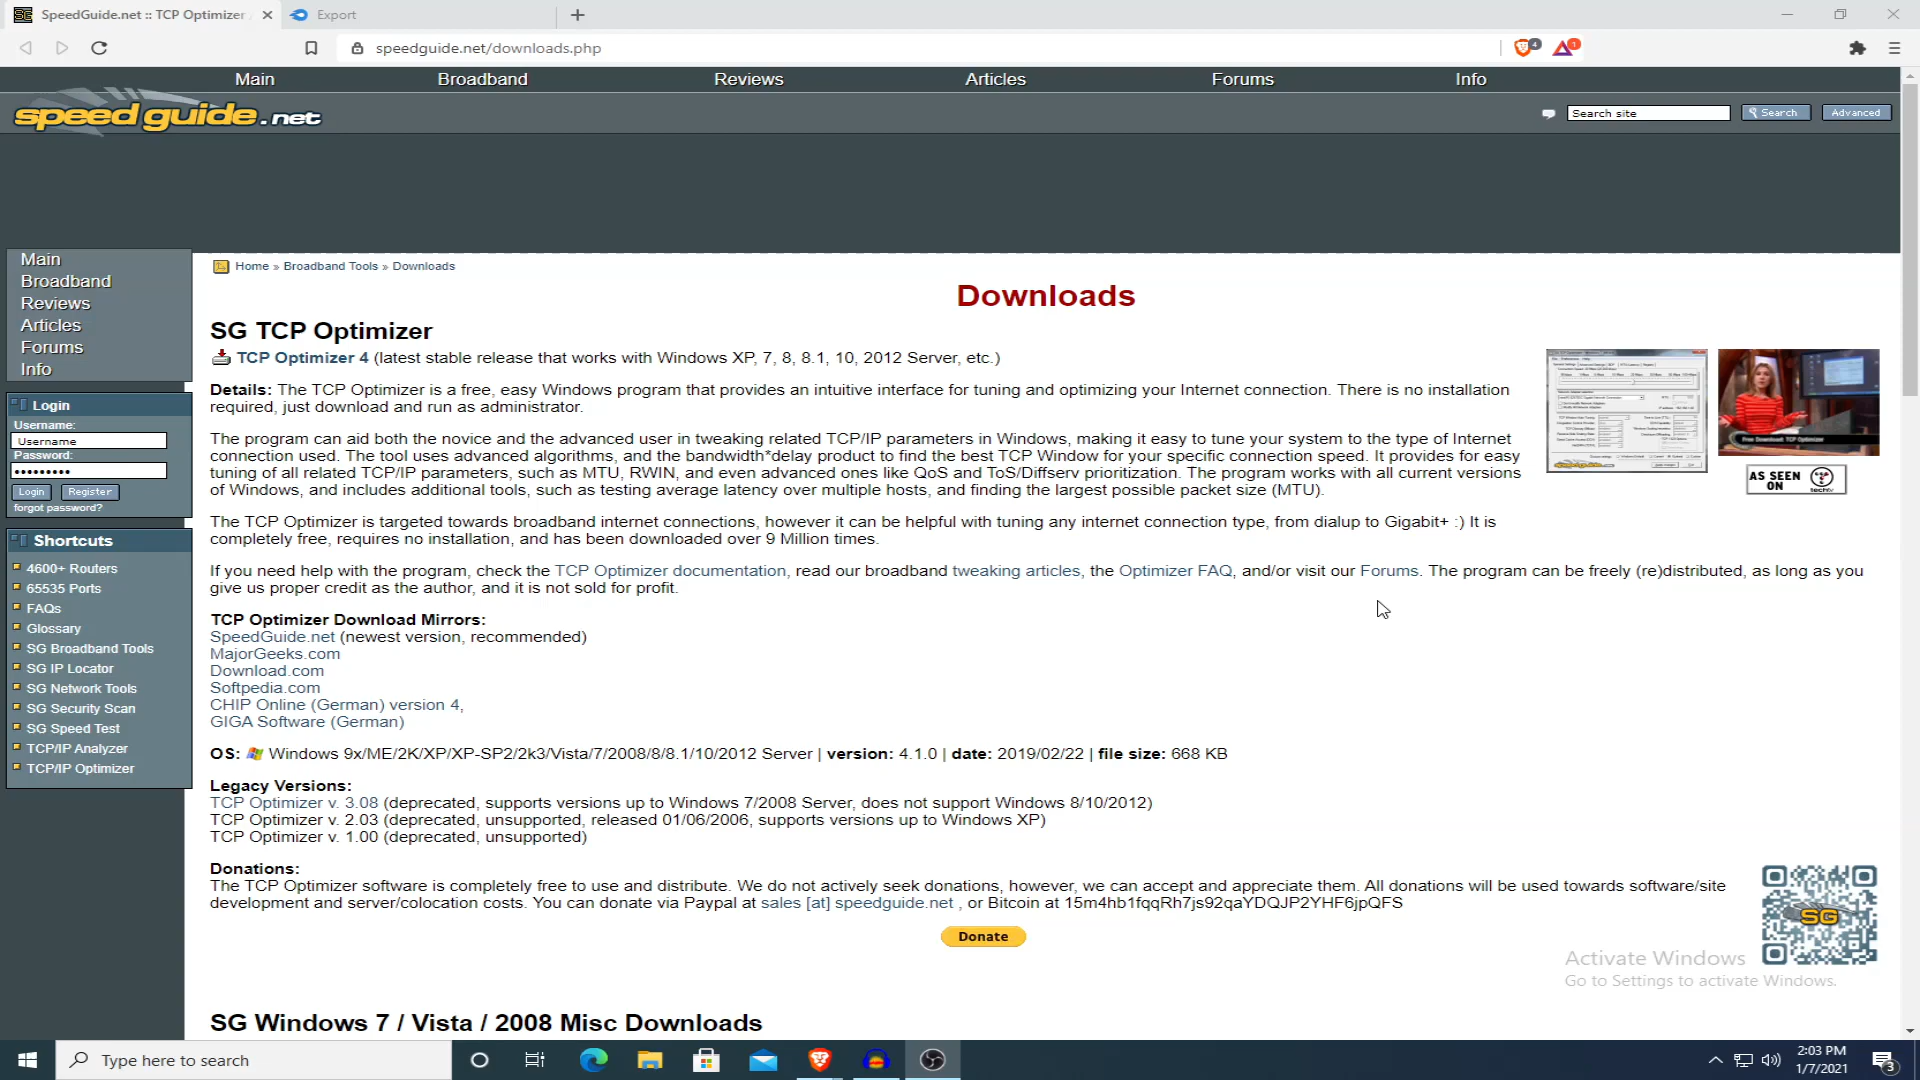 SpeedGuide.net :: TCP Optimizer
Export
speedguide.net/downloads.php
4
1
Main
Broadband
Reviews
Articles
Forums
Info
speed guide.net
Search site
Search
Advanced
Main
Broadband
Reviews
Articles
Forums
Info
Login
Username:
Username
Password:
Login
Register
forgot password?
Shortcuts
4600+ Routers
65535 Ports
FAQs
Glossary
SG Broadband Tools
SG IP Locator
SG Network Tools
SG Security Scan
SG Speed Test
TCP/IP Analyzer
TCP/IP Optimizer
Home » Broadband Tools » Downloads
Downloads
SG TCP Optimizer
TCP Optimizer 4 (latest stable release that works with Windows XP, 7, 8, 8.1, 10, 2012 Server, etc.)
Details: The TCP Optimizer is a free, easy Windows program that provides an intuitive interface for tuning and optimizing your Internet connection. There is no installation
required, just download and run as administrator.
The program can aid both the novice and the advanced user in tweaking related TCP/IP parameters in Windows, making it easy to tune your system to the type of Internet
connection used. The tool uses advanced algorithms, and the bandwidth*delay product to find the best TCP Window for your specific connection speed. It provides for easy
tuning of all related TCP/IP parameters, such as MTU, RWIN, and even advanced ones like QoS and ToS/Diffserv prioritization. The program works with all current versions
of Windows, and includes additional tools, such as testing average latency over multiple hosts, and finding the largest possible packet size (MTU).
The TCP Optimizer is targeted towards broadband internet connections, however it can be helpful with tuning any internet connection type, from dialup to Gigabit+ :) It is
completely free, requires no installation, and has been downloaded over 9 Million times.
If you need help with the program, check the TCP Optimizer documentation, read our broadband tweaking articles, the Optimizer FAQ, and/or visit our Forums. The program can be freely (re)distributed, as long as you
give us proper credit as the author, and it is not sold for profit.
Free Download: TCP Optimizer
AS SEEN
ON
techtv
TCP Optimizer Download Mirrors:
SpeedGuide.net (newest version, recommended)
MajorGeeks.com
Download.com
Softpedia.com
CHIP Online (German) version 4,
GIGA Software (German)
OS: Windows 9x/ME/2K/XP/XP-SP2/2k3/Vista/7/2008/8/8.1/10/2012 Server | version: 4.1.0 | date: 2019/02/22 | file size: 668 KB
Legacy Versions:
TCP Optimizer v. 3.08 (deprecated, supports versions up to Windows 7/2008 Server, does not support Windows 8/10/2012)
TCP Optimizer v. 2.03 (deprecated, unsupported, released 01/06/2006, supports versions up to Windows XP)
TCP Optimizer v. 1.00 (deprecated, unsupported)
Donations:
The TCP Optimizer software is completely free to use and distribute. We do not actively seek donations, however, we can accept and appreciate them. All donations will be used towards software/site
development and server/colocation costs. You can donate via Paypal at sales [at] speedguide.net , or Bitcoin at 15m4hb1fqqRh7js92qaYDQJP2YHF6jpQFS
Donate
SG
Activate Windows
Go to Settings to activate Windows.
SG Windows 7 / Vista / 2008 Misc Downloads
Type here to search
2:03 PM
1/7/2021
3